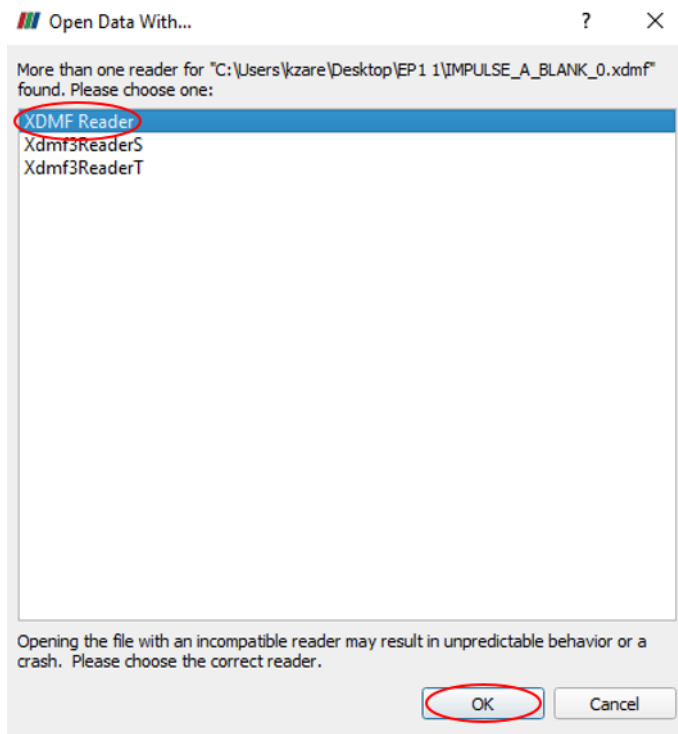 Open Data With...
?
More than one reader for "C:\Users\kzare\Desktop\EP1 1\IMPULSE_A_BLANK_0.xdmf"
found. Please choose one:
XDMF Reader
Xdmf3ReaderS
Xdmf3ReaderT
Opening the file with an incompatible reader may result in unpredictable behavior or a
crash. Please choose the correct reader.
OK
Cancel